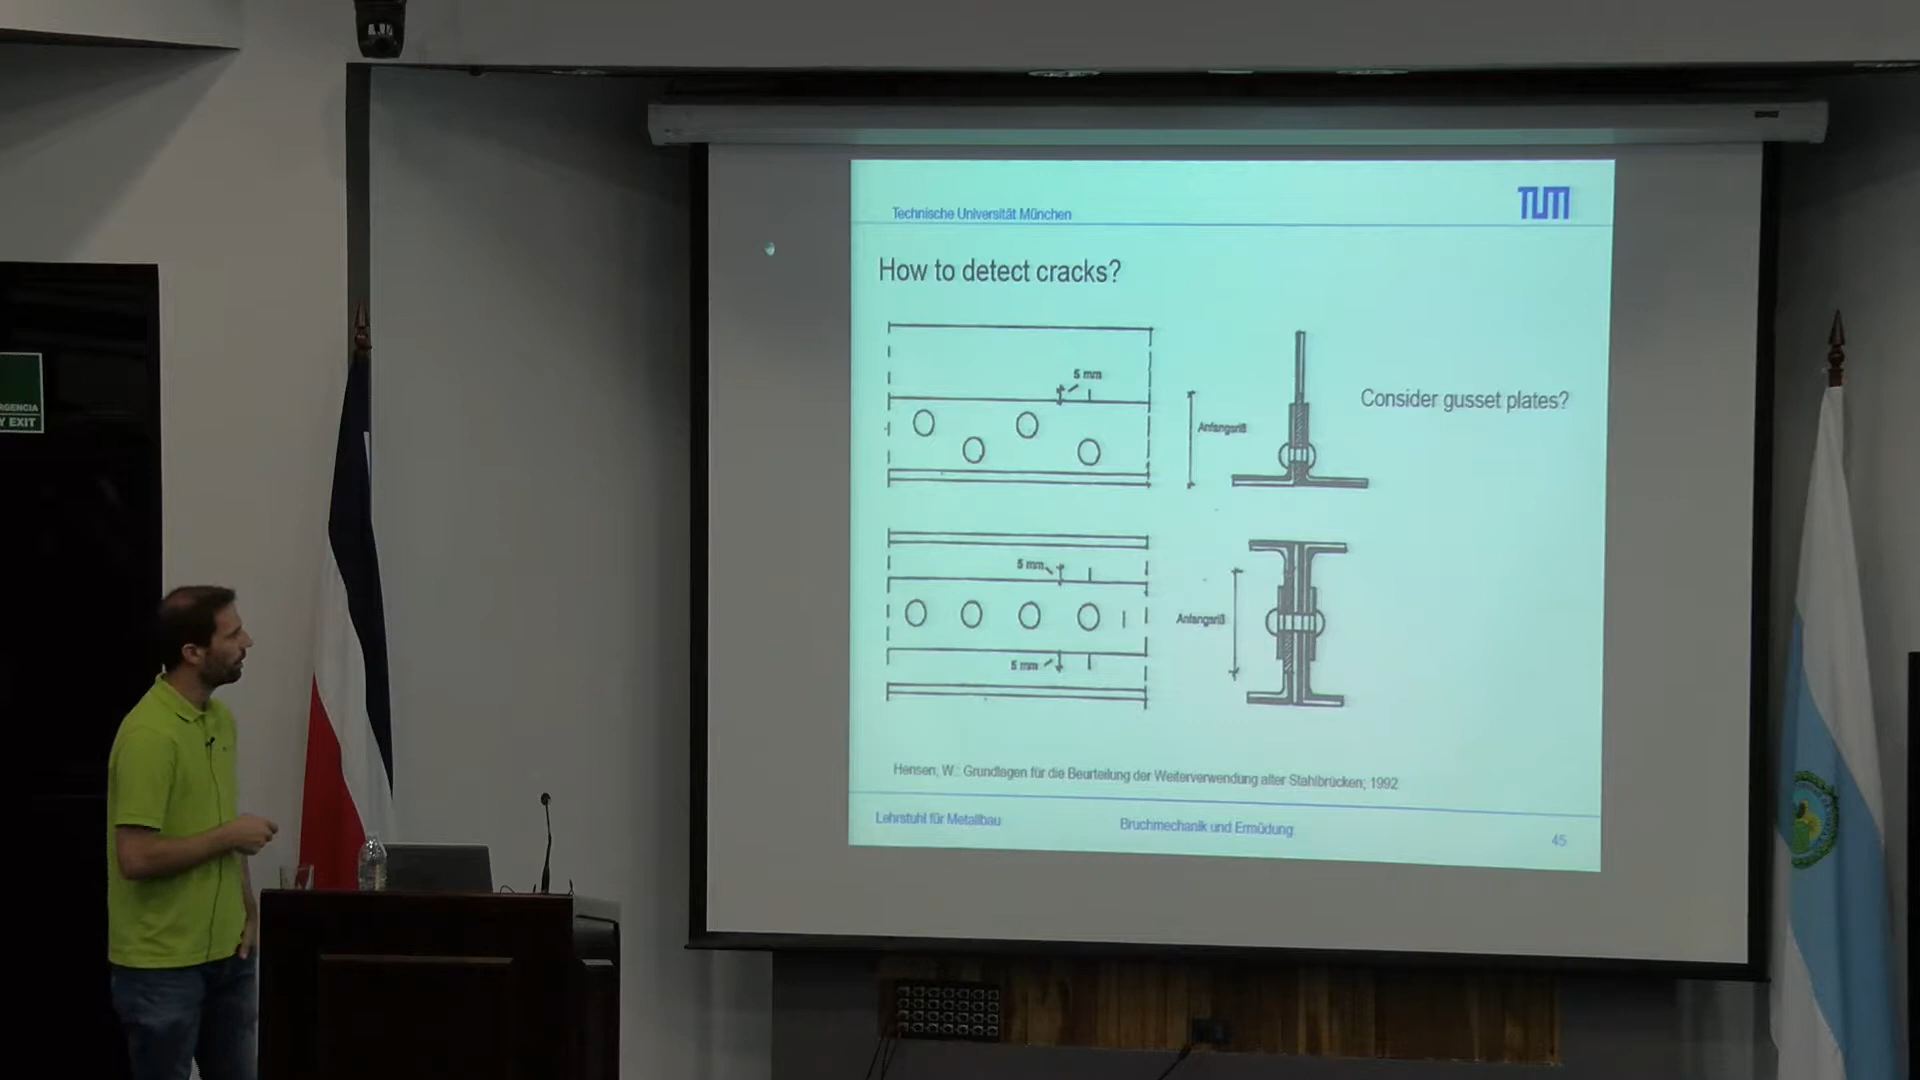 RGENCIA
Y EXIT
Technische Universität München
TUM
How to detect cracks?
5 mm
Anfangsriß
Consider gusset plates?
5 mm
Anfangsriß
5 mm
Hensen, W.: Grundlagen für die Beurteilung der Weiterverwendung alter Stahlbrücken; 1992
Lehrstuhl für Metallbau
Bruchmechanik und Ermüdung
45